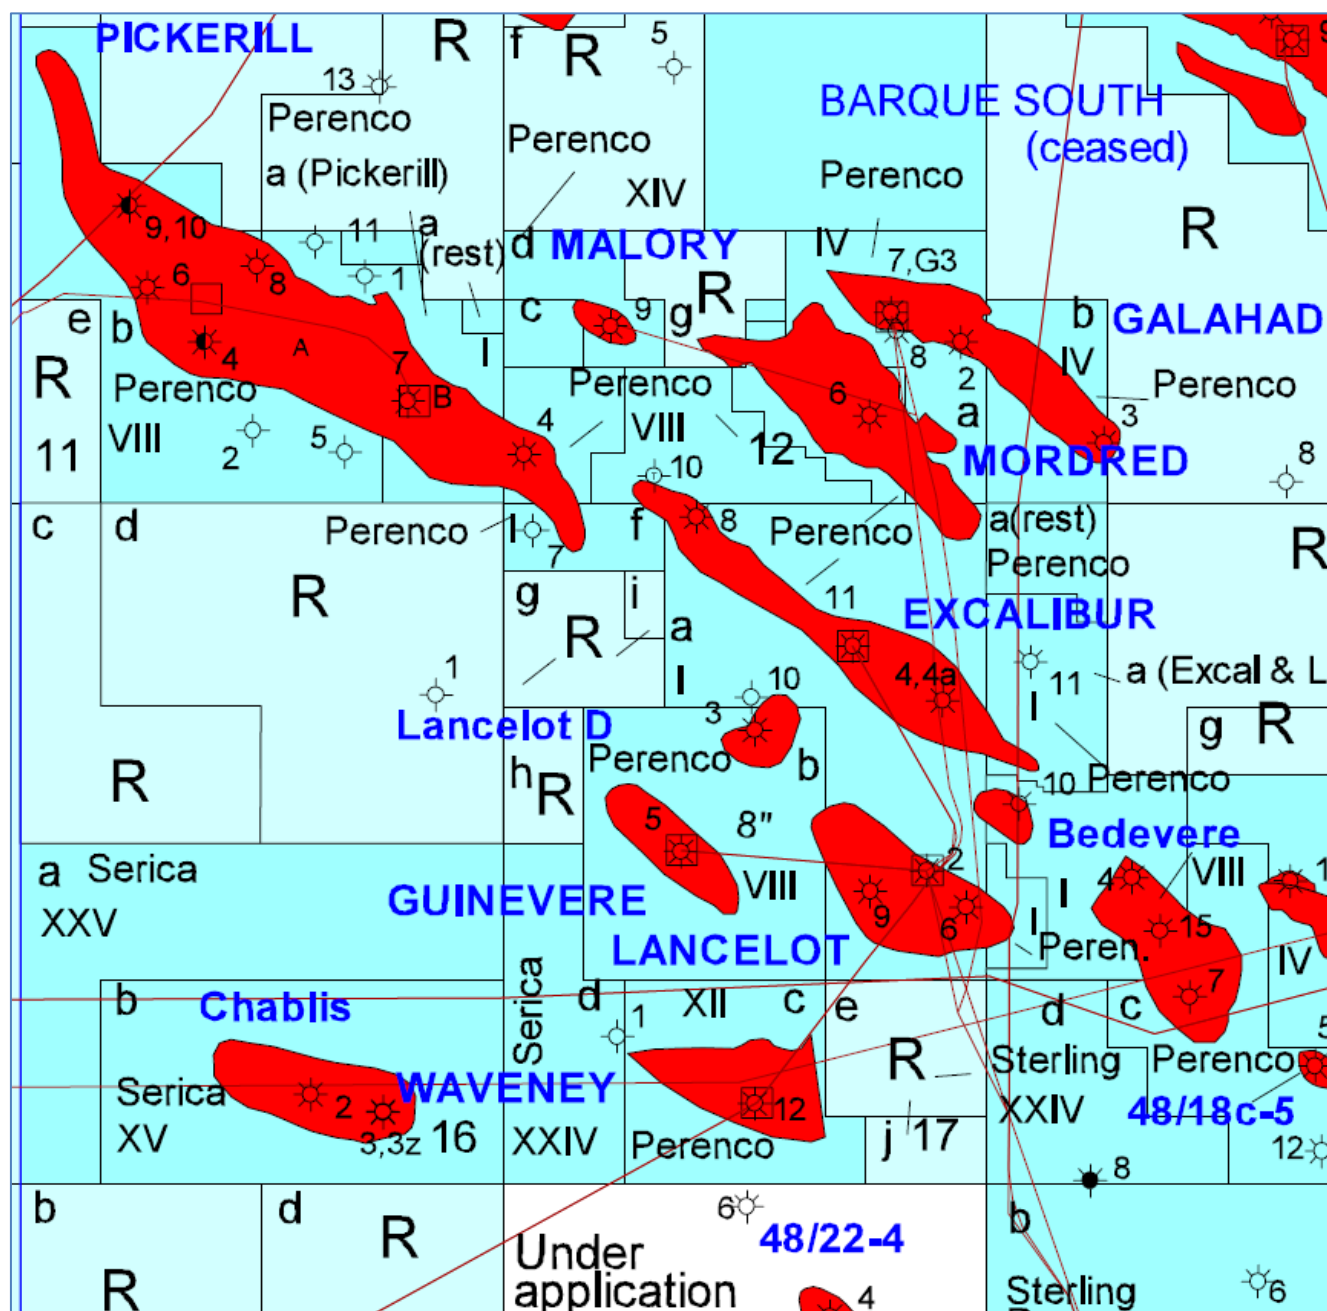 PICKERILL
R
f
R
5
9
13
Perenco
BARQUE SOUTH
(ceased)
Perenco
a (Pickerill)
XIV
Perenco
R
a
(rest)
9,10
11
d
MALORY
IV
7,G3
6
8
1
R
e
b
c
9
g
b
GALAHAD
4
A
7
I
8
2
IV
R
Perenco
B
Perenco
6
Perenco
VIII
4
VIII
a
3
11
2
5
12
MORDRED
8
10
T
c
d
Perenco
I
7
f
8
Perenco
a(rest)
Perenco
R
R
g
i
11
EXCALIBUR
R
a
I
4,4a
11
a (Excal & L
1
10
I
Lancelot D
3
g
R
Perenco
b
R
h
R
10
Perenco
5
8"
Bedevere
a
Serica
2
4
VIII
1
XXV
GUINEVERE
VIII
9
6
I
I
15
LANCELOT
Peren.
IV
b
Chablis
Serica
d
XII
c
e
7
1
d
c
5
R
Sterling
Perenco
Serica
2
WAVENEY
12
XXIV
48/18c-5
XV
3,3z
16
XXIV
Perenco
j
17
12
8
b
d
6
48/22-4
b
R
R
Under
application
4
6
Sterling